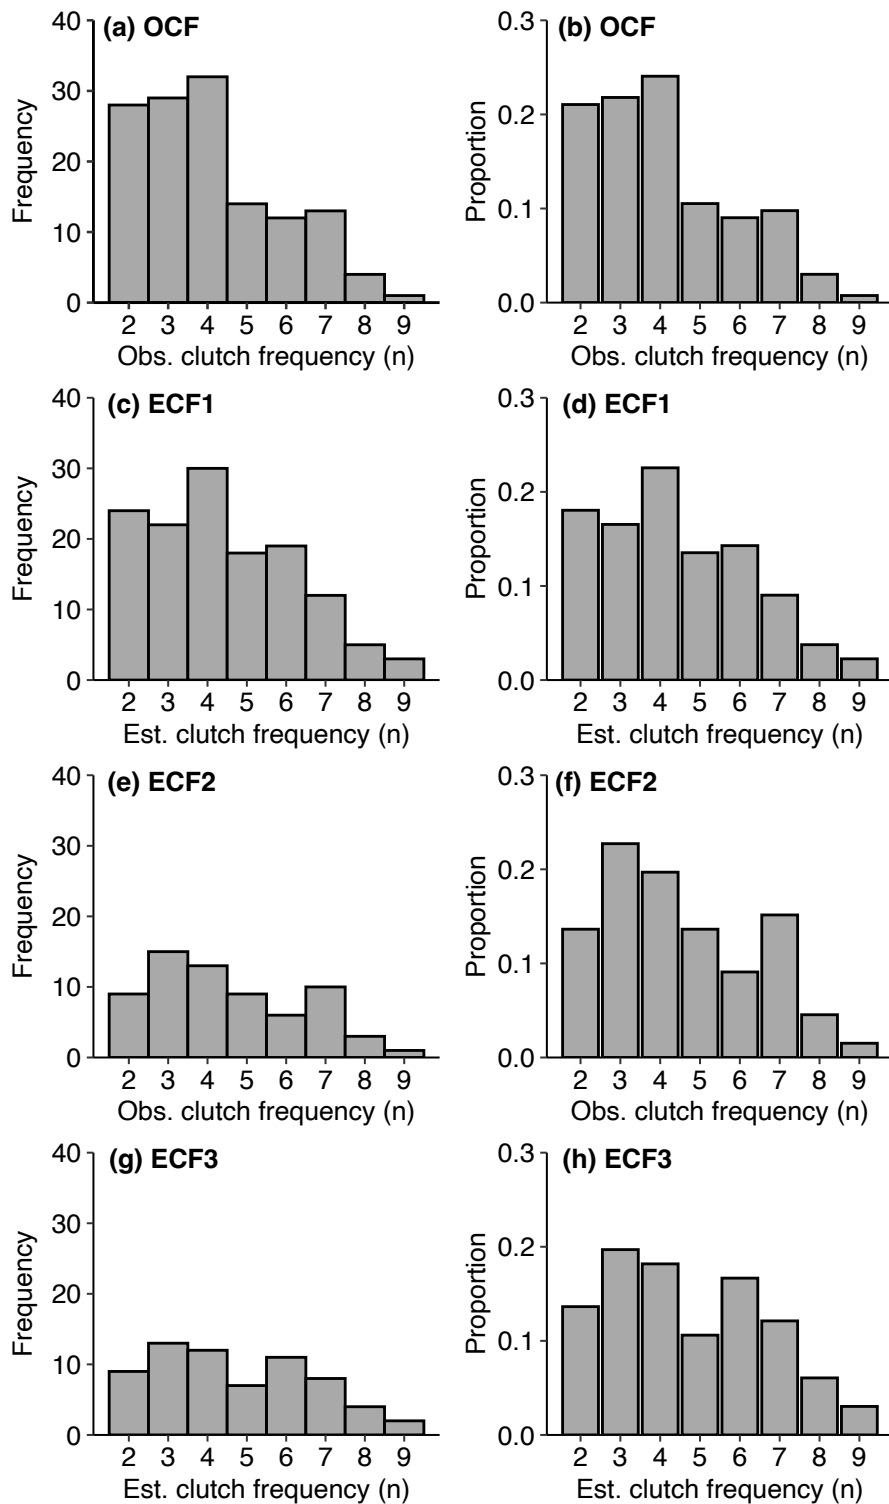 (a) OCF
Frequency
40
30
20
10
0
2 3 4 5 6 7 8 9
Obs. clutch frequency (n)
(b) OCF
Proportion
0.3
0.2
0.1
0.0
2 3 4 5 6 7 8 9
Obs. clutch frequency (n)
(c) ECF1
Frequency
40
30
20
10
0
2 3 4 5 6 7 8 9
Est. clutch frequency (n)
(d) ECF1
Proportion
0.3
0.2
0.1
0.0
2 3 4 5 6 7 8 9
Est. clutch frequency (n)
(e) ECF2
Frequency
40
30
20
10
0
2 3 4 5 6 7 8 9
Obs. clutch frequency (n)
(f) ECF2
Proportion
0.3
0.2
0.1
0.0
2 3 4 5 6 7 8 9
Obs. clutch frequency (n)
(g) ECF3
Frequency
40
30
20
10
0
2 3 4 5 6 7 8 9
Est. clutch frequency (n)
(h) ECF3
Proportion
0.3
0.2
0.1
0.0
2 3 4 5 6 7 8 9
Est. clutch frequency (n)